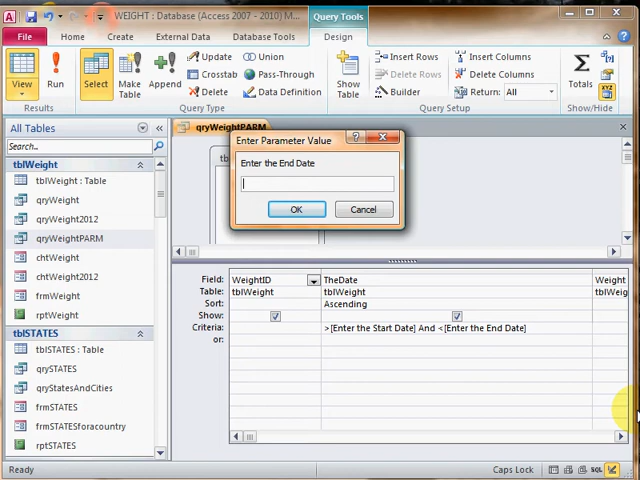 WEIGHT : Database (Access 2007 - 2010) M...
Query Tools
File
Home
Create
External Data
Database Tools
Design
View
Run
Results
Select
Make
Table
Append
Update
Crosstab
Delete
Union
Pass-Through
Data Definition
Query Type
Show
Table
Insert Rows
Delete Rows
Builder
Insert Columns
Delete Columns
Return: All
Query Setup
Totals
XYZ
Show/Hide
All Tables
Search...
tblWeight
tblWeight : Table
qryWeight
qryWeight2012
qryWeightPARM
chtWeight
chtWeight2012
frmWeight
rptWeight
tblSTATES
tblSTATES : Table
qrySTATES
qryStatesAndCities
frmSTATES
frmSTATESforacountry
rptSTATES
qryWeightPARM
Enter Parameter Value
Enter the End Date
OK
Cancel
Field: WeightID TheDate Weight
Table: tblWeight tblWeight tblWeig
Sort: Ascending
Show:
Criteria: >[Enter the Start Date] And <[Enter the End Date]
or:
Ready
Caps Lock
SQL